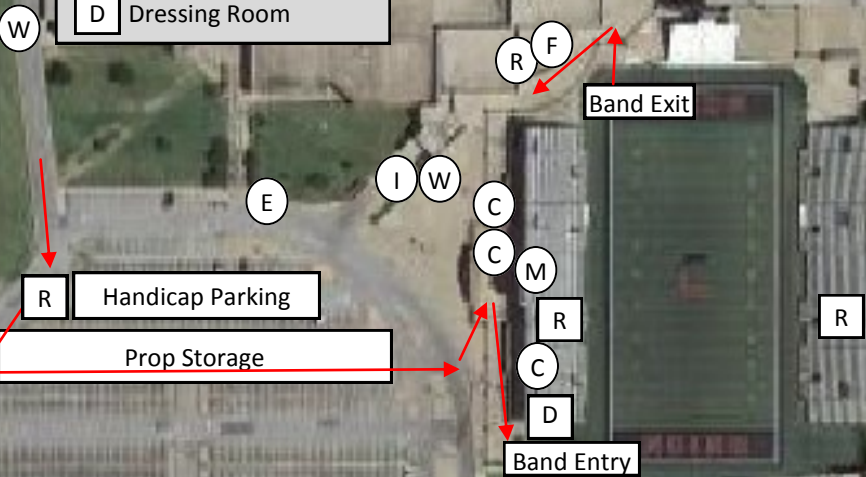 W
D Dressing Room
R F
Band Exit
I W
E
C
C
M
R Handicap Parking
R
R
Prop Storage
C
D
Band Entry